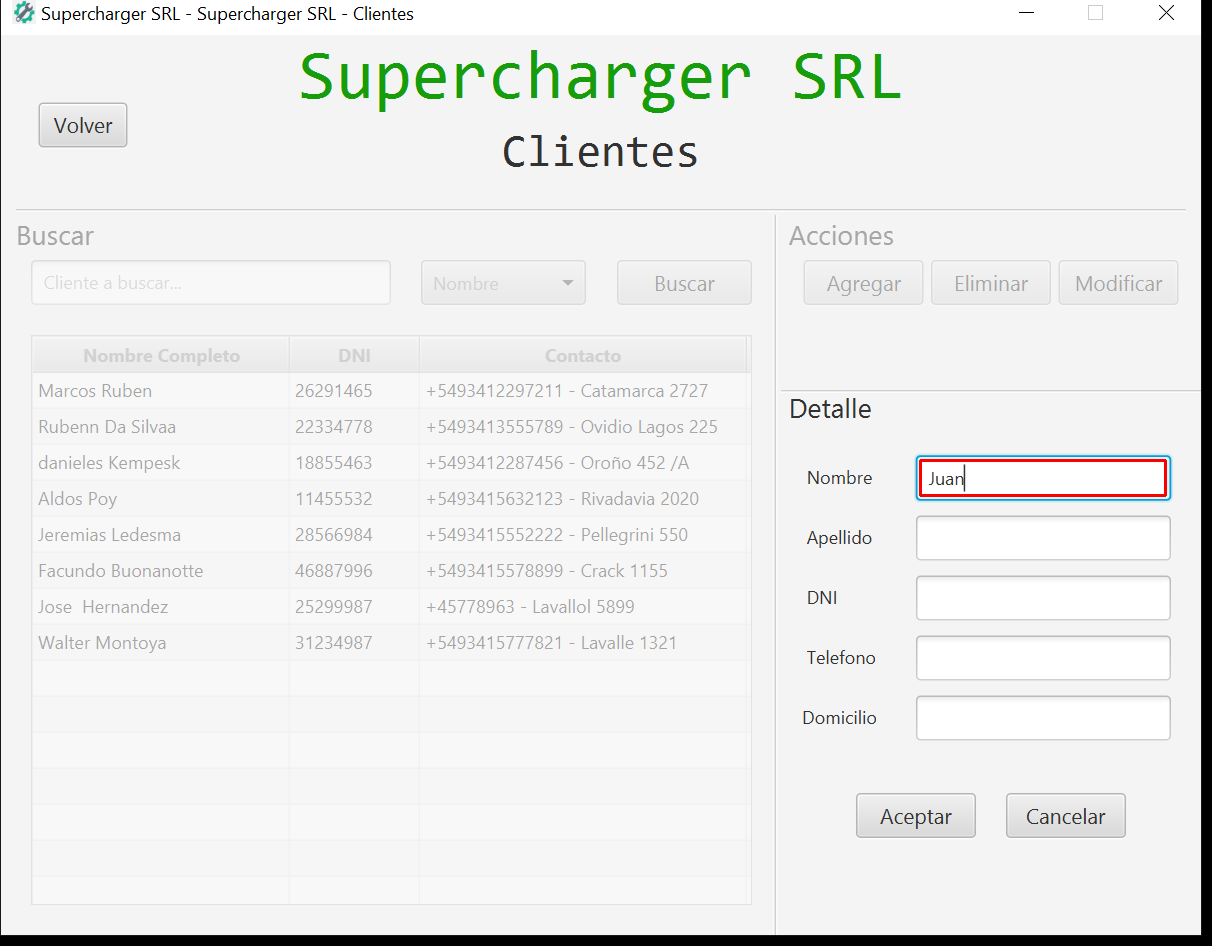 Supercharger SRL - Supercharger SRL - Clientes
Supercharger SRL
Volver
Clientes
Buscar
Cliente a buscar...
Nombre
Buscar
Nombre Completo DNI Contacto
Marcos Ruben 26291465 +5493412297211 - Catamarca 2727
Rubenn Da Silvaa 22334778 +5493413555789 - Ovidio Lagos 225
danieles Kempesk 18855463 +5493412287456 - Oroño 452 /A
Aldos Poy 11455532 +5493415632123 - Rivadavia 2020
Jeremias Ledesma 28566984 +5493415552222 - Pellegrini 550
Facundo Buonanotte 46887996 +5493415578899 - Crack 1155
Jose  Hernandez 25299987 +45778963 - Lavallol 5899
Walter Montoya 31234987 +5493415777821 - Lavalle 1321
Acciones
Agregar Eliminar Modificar
Detalle
Nombre Juan
Apellido
DNI
Telefono
Domicilio
Aceptar Cancelar